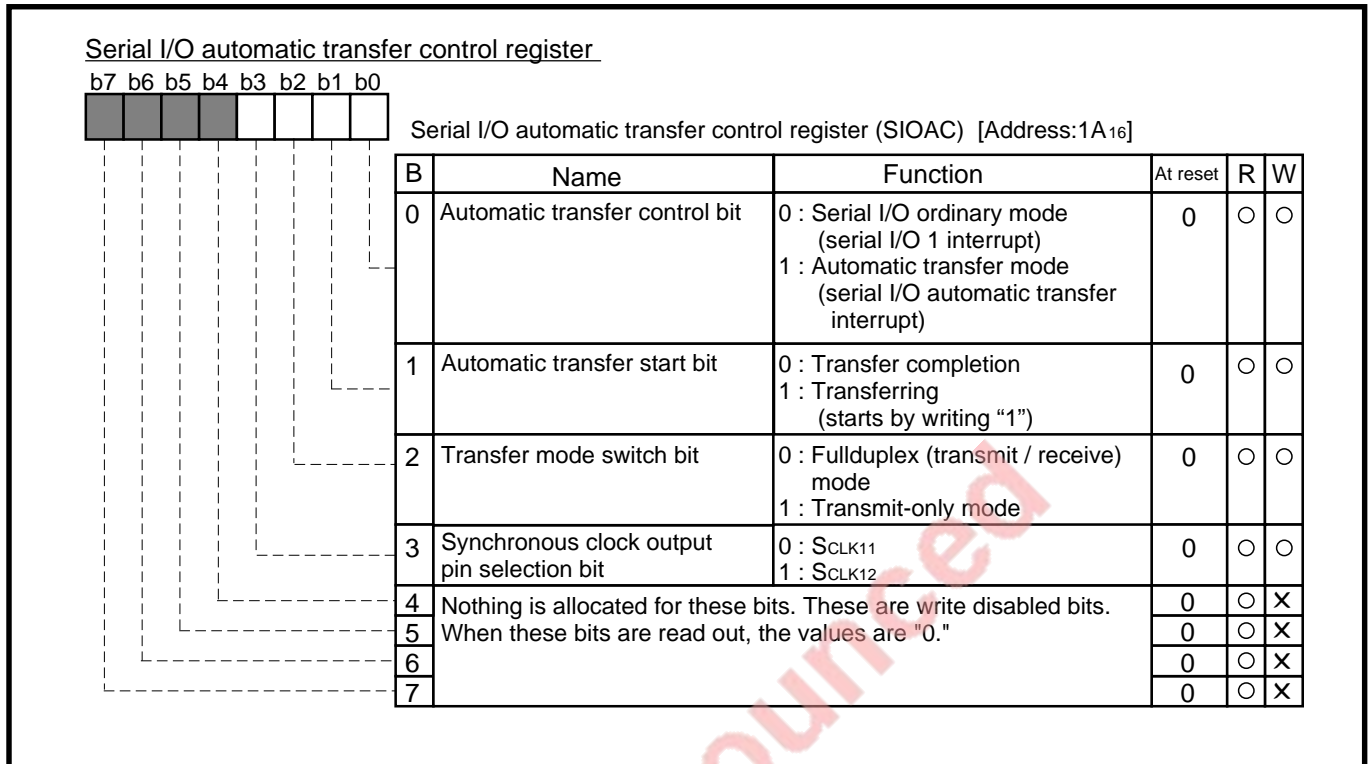 Serial I/O automatic transfer control register
b7 b6 b5 b4 b3 b2 b1 b0
Serial I/O automatic transfer control register (SIOAC) [Address:1A16]
B Name Function At reset R W
0 Automatic transfer control bit 0 : Serial I/O ordinary mode 0 ○ ○
(serial I/O 1 interrupt)
1 : Automatic transfer mode
(serial I/O automatic transfer
interrupt)
1 Automatic transfer start bit 0 : Transfer completion 0 ○ ○
1 : Transferring
(starts by writing “1”)
2 Transfer mode switch bit 0 : Fullduplex (transmit / receive) 0 ○ ○
mode
1 : Transmit-only mode
3 Synchronous clock output 0 : SCLK11 0 ○ ○
pin selection bit 1 : SCLK12
4 Nothing is allocated for these bits. These are write disabled bits. 0 ○ ×
5 When these bits are read out, the values are "0." 0 ○ ×
6 0 ○ ×
7 0 ○ ×
ounced